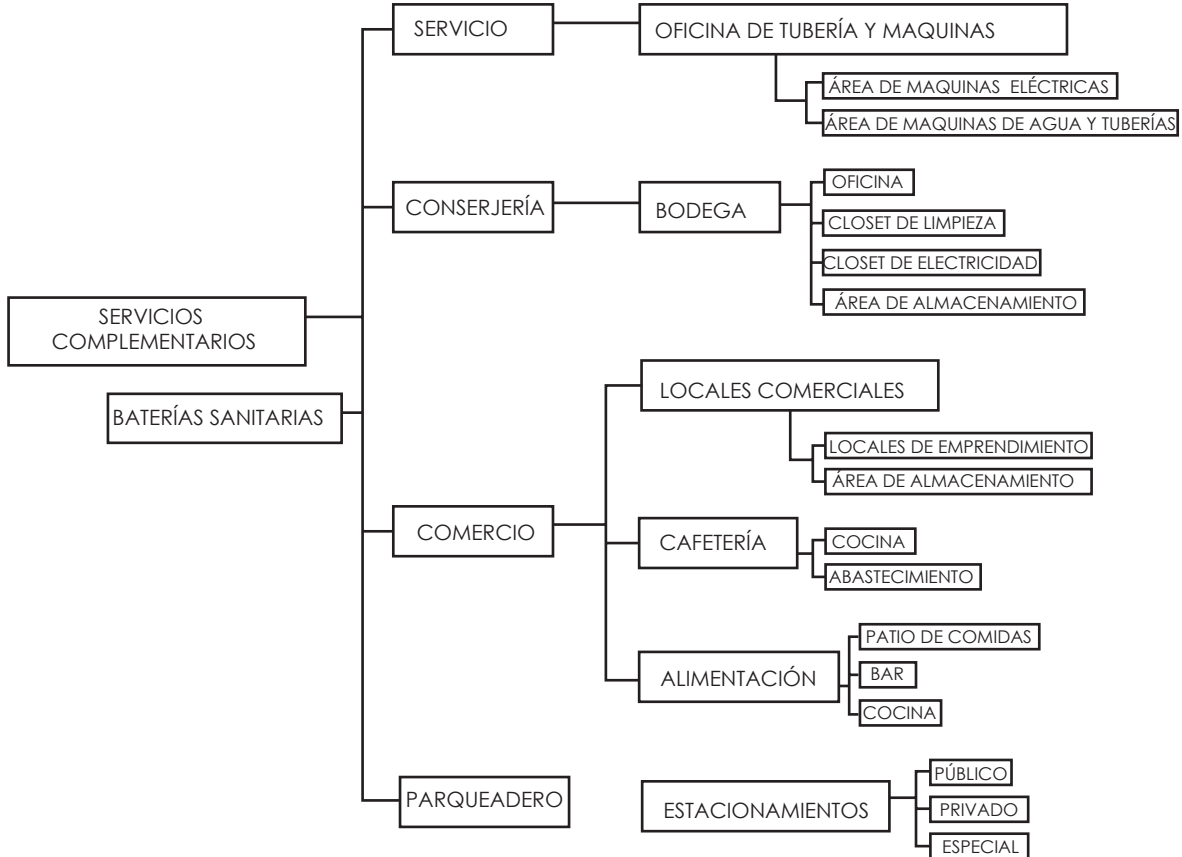 SERVICIO
OFICINA DE TUBERÍA Y MAQUINAS
ÁREA DE MAQUINAS ELÉCTRICAS
ÁREA DE MAQUINAS DE AGUA Y TUBERÍAS
CONSERJERÍA
BODEGA
OFICINA
CLOSET DE LIMPIEZA
CLOSET DE ELECTRICIDAD
ÁREA DE ALMACENAMIENTO
SERVICIOS
COMPLEMENTARIOS
BATERÍAS SANITARIAS
COMERCIO
LOCALES COMERCIALES
LOCALES DE EMPRENDIMIENTO
ÁREA DE ALMACENAMIENTO
CAFETERÍA
COCINA
ABASTECIMIENTO
ALIMENTACIÓN
PATIO DE COMIDAS
BAR
COCINA
PARQUEADERO
ESTACIONAMIENTOS
PÚBLICO
PRIVADO
ESPECIAL